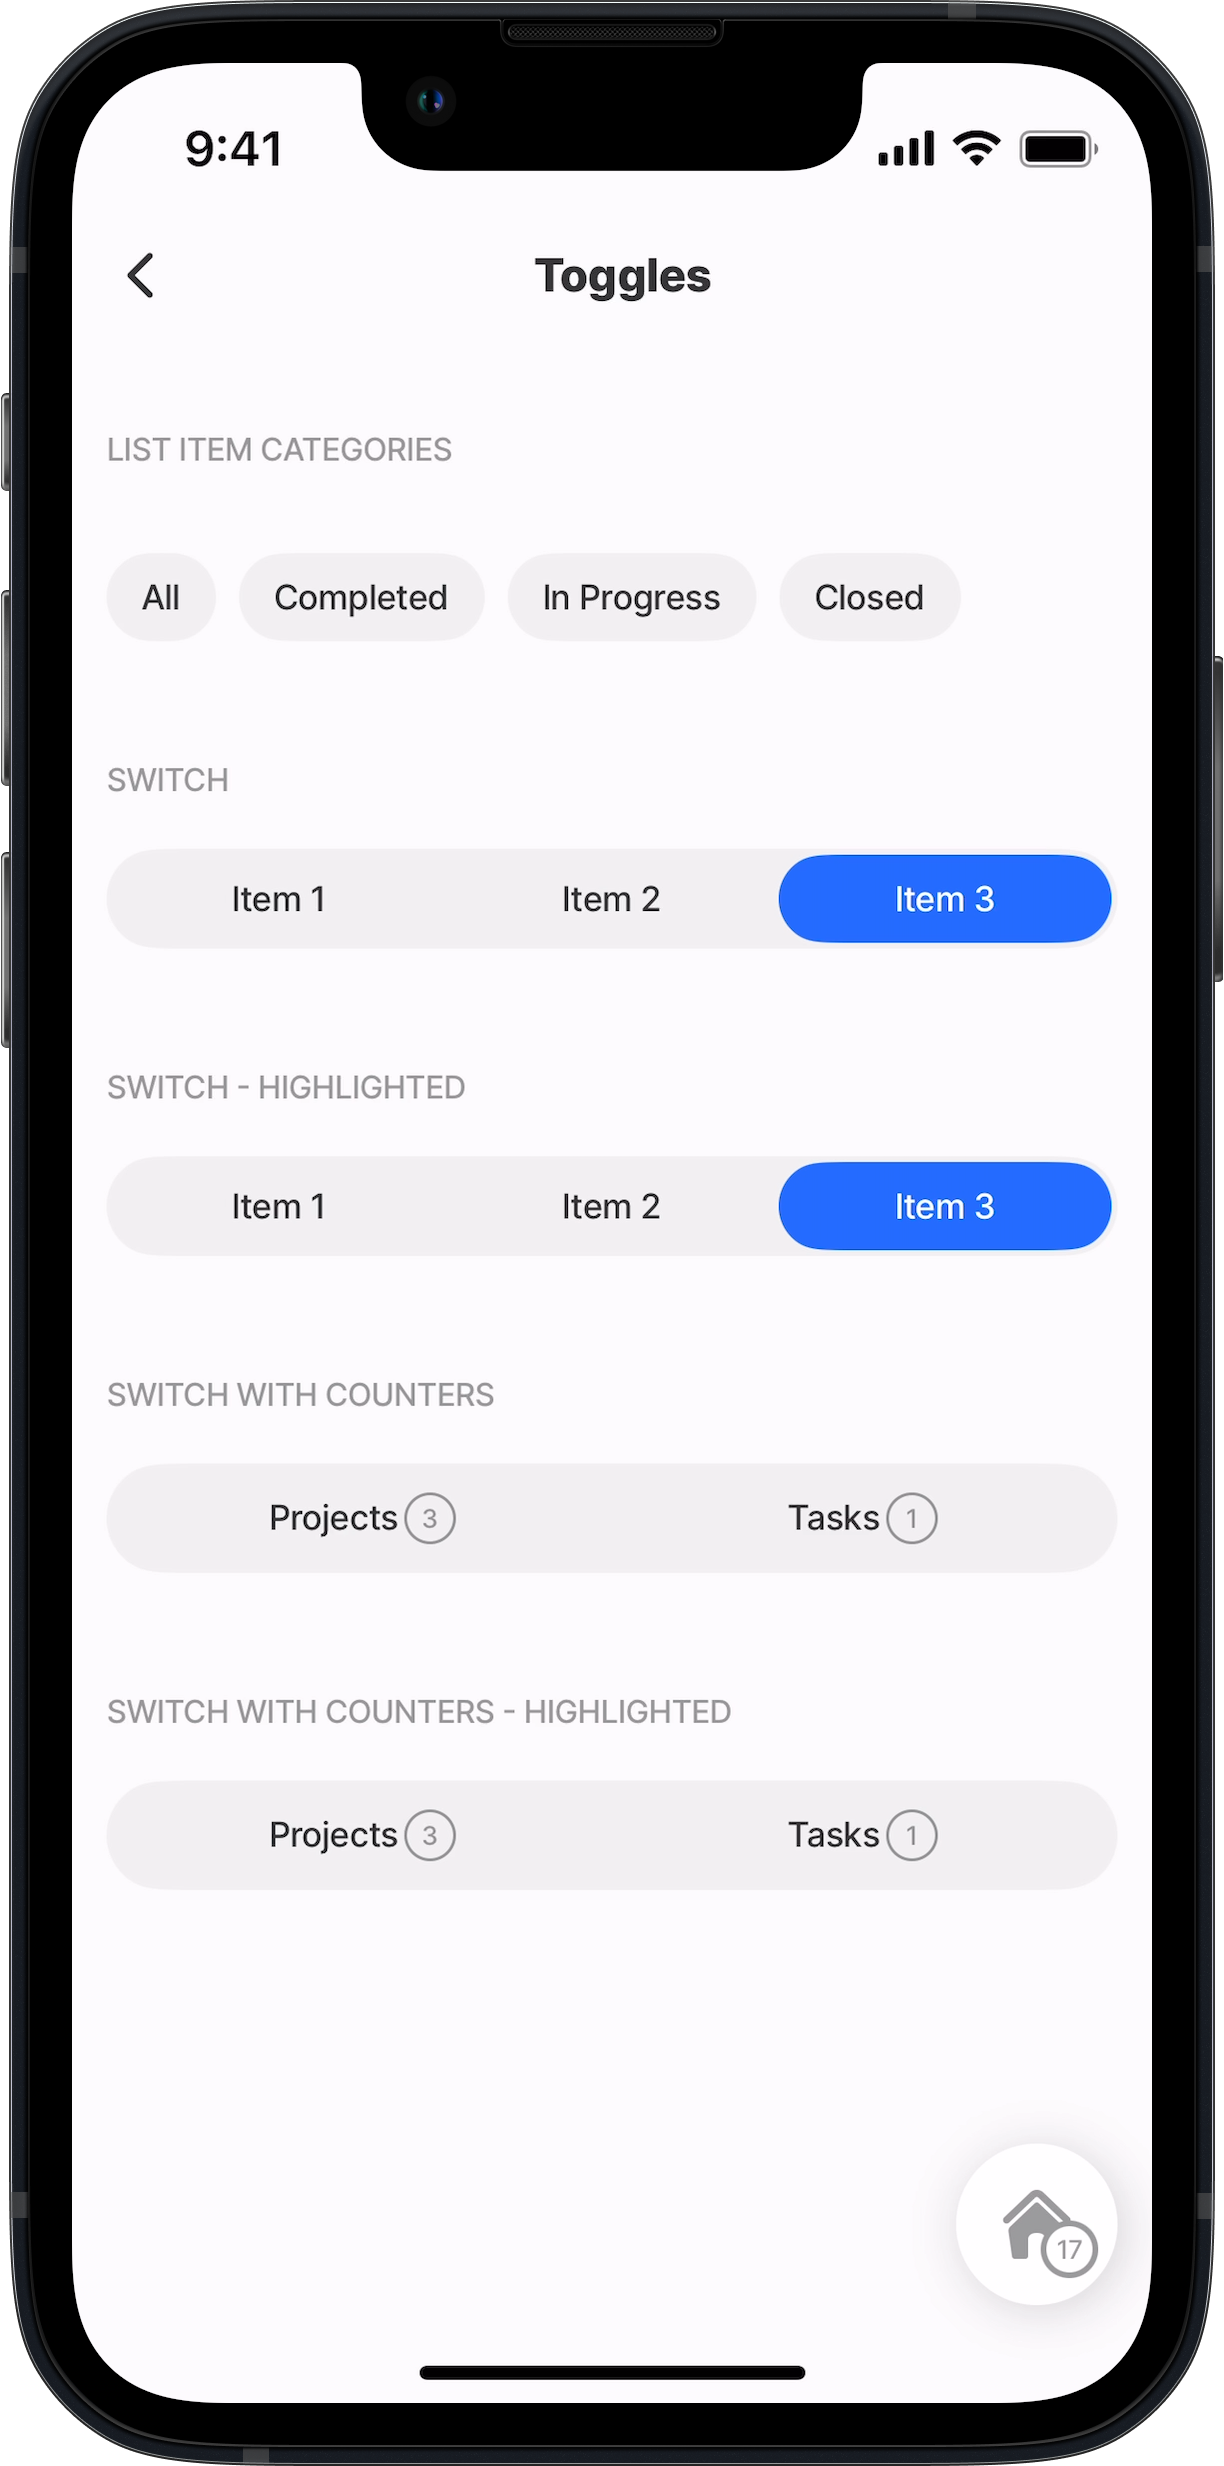 9:41
Toggles
LIST ITEM CATEGORIES
All Completed In Progress Closed
SWITCH
Item 1 Item 2 Item 3
SWITCH - HIGHLIGHTED
Item 1 Item 2 Item 3
SWITCH WITH COUNTERS
Projects 3 Tasks 1
SWITCH WITH COUNTERS - HIGHLIGHTED
Projects 3 Tasks 1
17